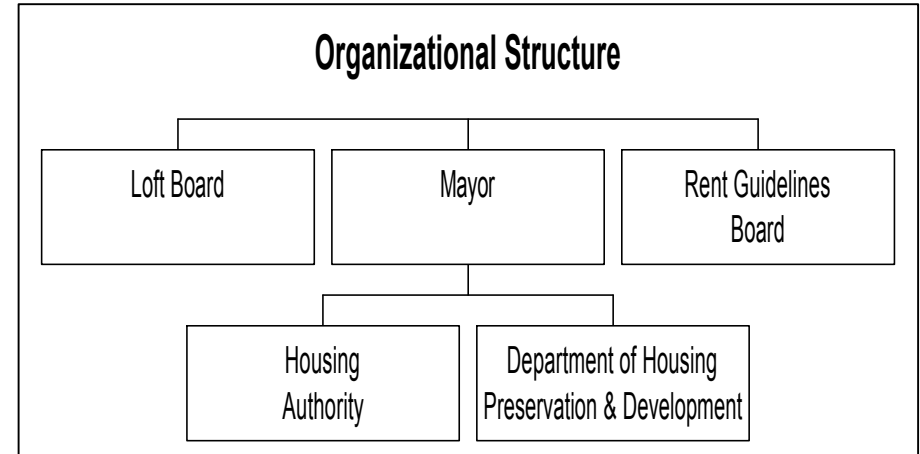 Organizational Structure
Loft Board
Mayor
Rent Guidelines
Board
Housing
Authority
Department of Housing
Preservation & Development